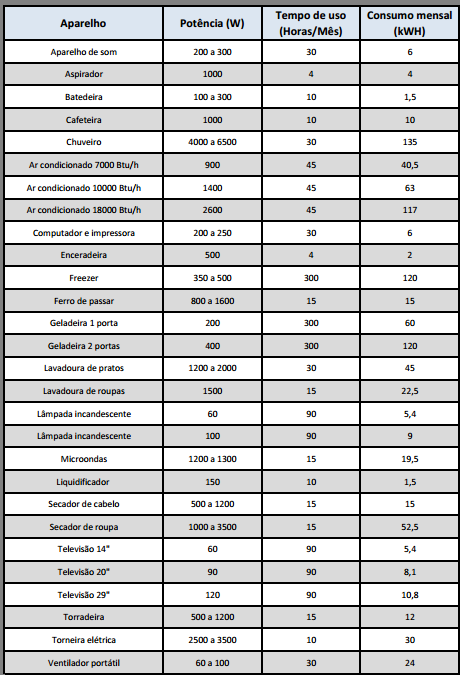 Aparelho Potência (W) Tempo de uso (Horas/Mês) Consumo mensal (kWH)
Aparelho de som 200 a 300 30 6
Aspirador 1000 4 4
Batedeira 100 a 300 10 1,5
Cafeteira 1000 10 10
Chuveiro 4000 a 6500 30 135
Ar condicionado 7000 Btu/h 900 45 40,5
Ar condicionado 10000 Btu/h 1400 45 63
Ar condicionado 18000 Btu/h 2600 45 117
Computador e impressora 200 a 250 30 6
Enceradeira 500 4 2
Freezer 350 a 500 300 120
Ferro de passar 800 a 1600 15 15
Geladeira 1 porta 200 300 60
Geladeira 2 portas 400 300 120
Lavadoura de pratos 1200 a 2000 30 45
Lavadoura de roupas 1500 15 22,5
Lâmpada incandescente 60 90 5,4
Lâmpada incandescente 100 90 9
Microondas 1200 a 1300 15 19,5
Liquidificador 150 10 1,5
Secador de cabelo 500 a 1200 15 15
Secador de roupa 1000 a 3500 15 52,5
Televisão 14" 60 90 5,4
Televisão 20" 90 90 8,1
Televisão 29" 120 90 10,8
Torradeira 500 a 1200 15 12
Torneira elétrica 2500 a 3500 10 30
Ventilador portátil 60 a 100 30 24